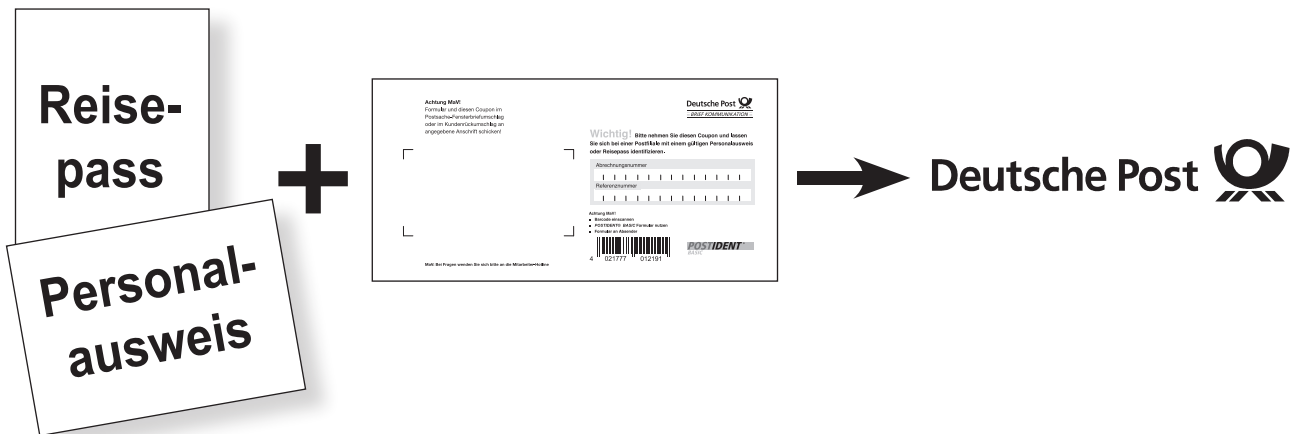 Reise-
pass
Personal-
ausweis
+
Achtung MaV!
Formular und diesen Coupon im
Postsache-Fensterbriefumschlag
oder im Kundenrückumschlag an
angegebene Anschrift schicken!
MaV: Bei Fragen wenden Sie sich bitte an die Mitarbeiter-Hotline
Deutsche Post
BRIEF KOMMUNIKATION
Wichtig! Bitte nehmen Sie diesen Coupon und lassen
Sie sich bei einer Postfiliale mit einem gültigen Personalausweis
oder Reisepass identifizieren.
Abrechnungsnummer
Referenznummer
Achtung MaV!
Barcode einscannen
POSTIDENT® BASIC Formular nutzen
Formular an Absender
4 021777 012191
POSTIDENT
BASIC
Deutsche Post